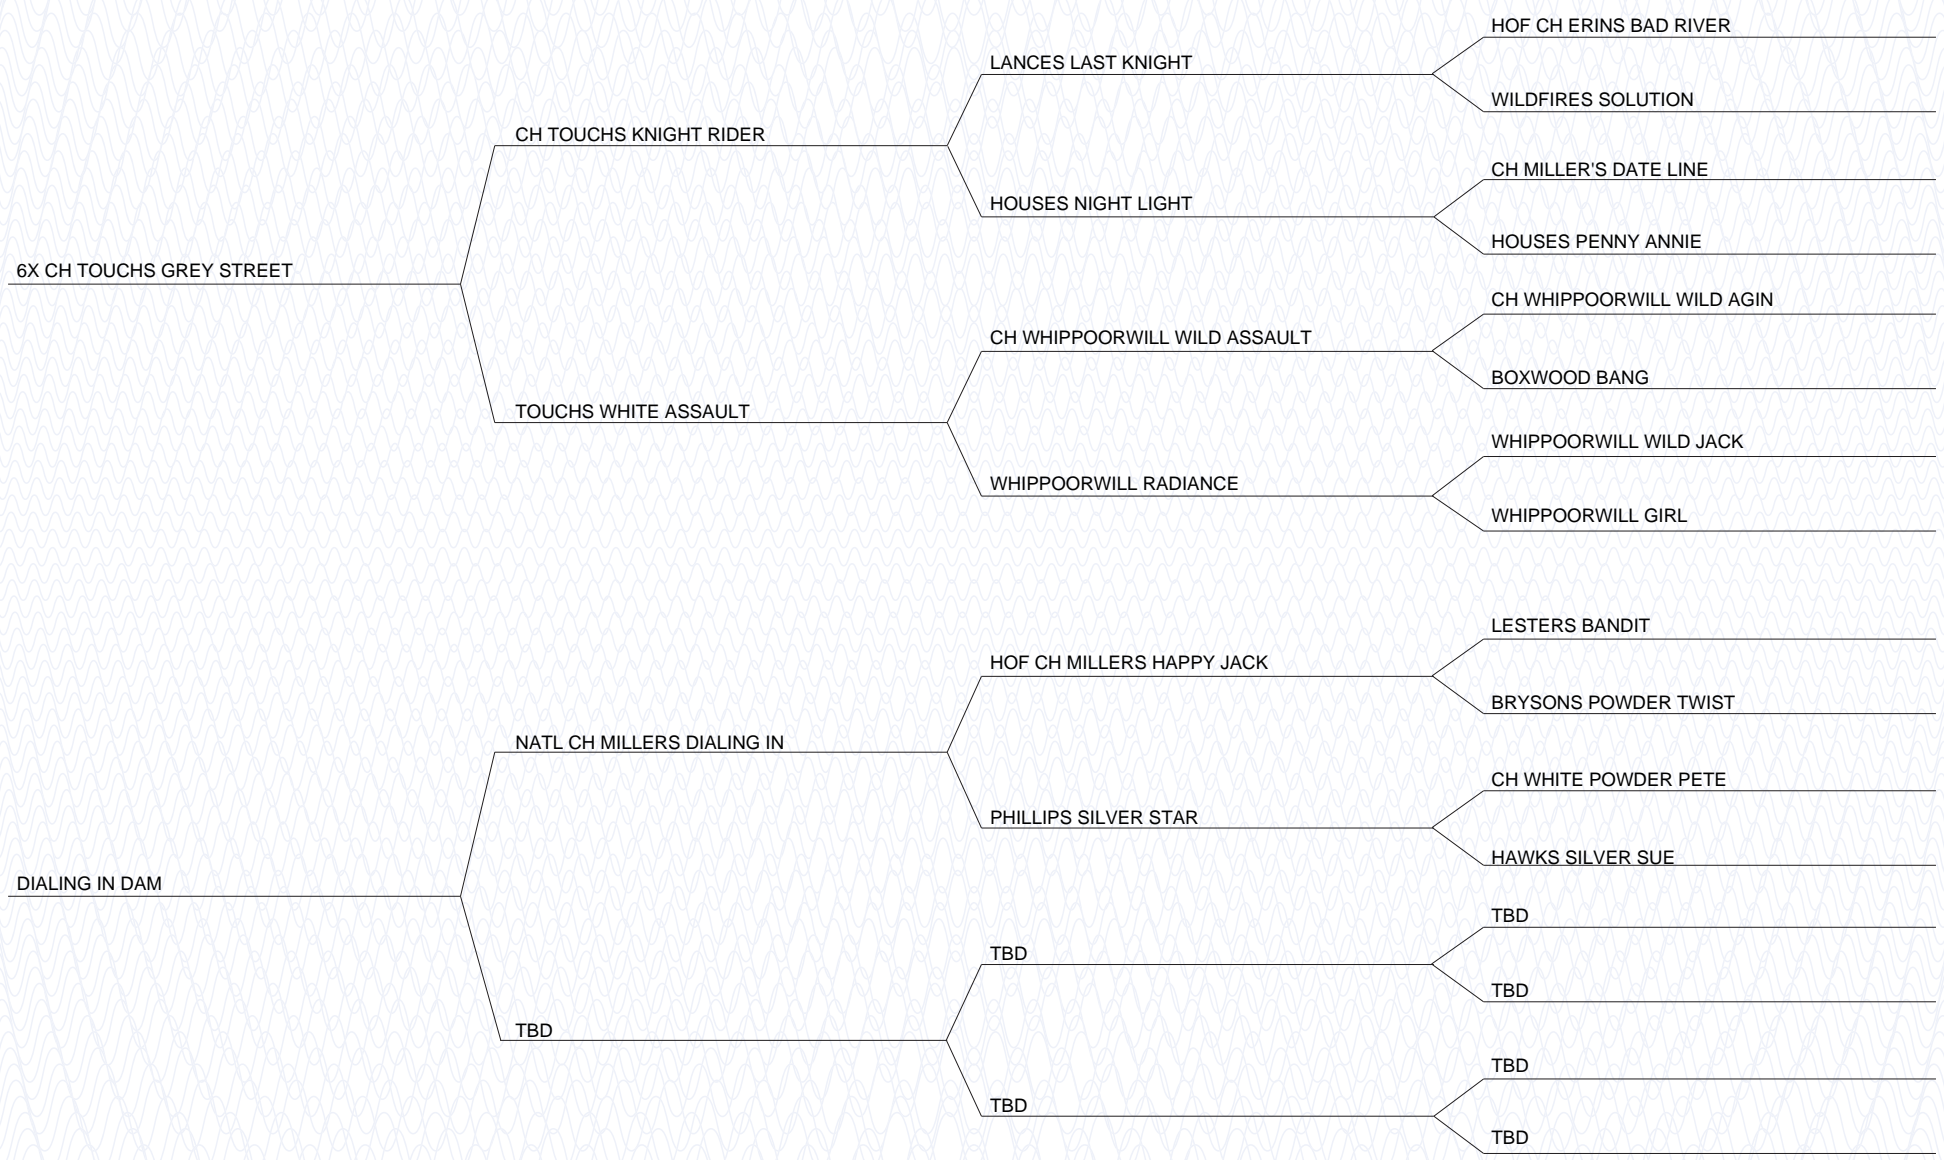 HOF CH ERINS BAD RIVER
LANCES LAST KNIGHT
WILDFIRES SOLUTION
CH TOUCHS KNIGHT RIDER
CH MILLER'S DATE LINE
HOUSES NIGHT LIGHT
HOUSES PENNY ANNIE
6X CH TOUCHS GREY STREET
CH WHIPPOORWILL WILD AGIN
CH WHIPPOORWILL WILD ASSAULT
BOXWOOD BANG
TOUCHS WHITE ASSAULT
WHIPPOORWILL WILD JACK
WHIPPOORWILL RADIANCE
WHIPPOORWILL GIRL
LESTERS BANDIT
HOF CH MILLERS HAPPY JACK
BRYSONS POWDER TWIST
NATL CH MILLERS DIALING IN
CH WHITE POWDER PETE
PHILLIPS SILVER STAR
HAWKS SILVER SUE
DIALING IN DAM
TBD
TBD
TBD
TBD
TBD
TBD
TBD